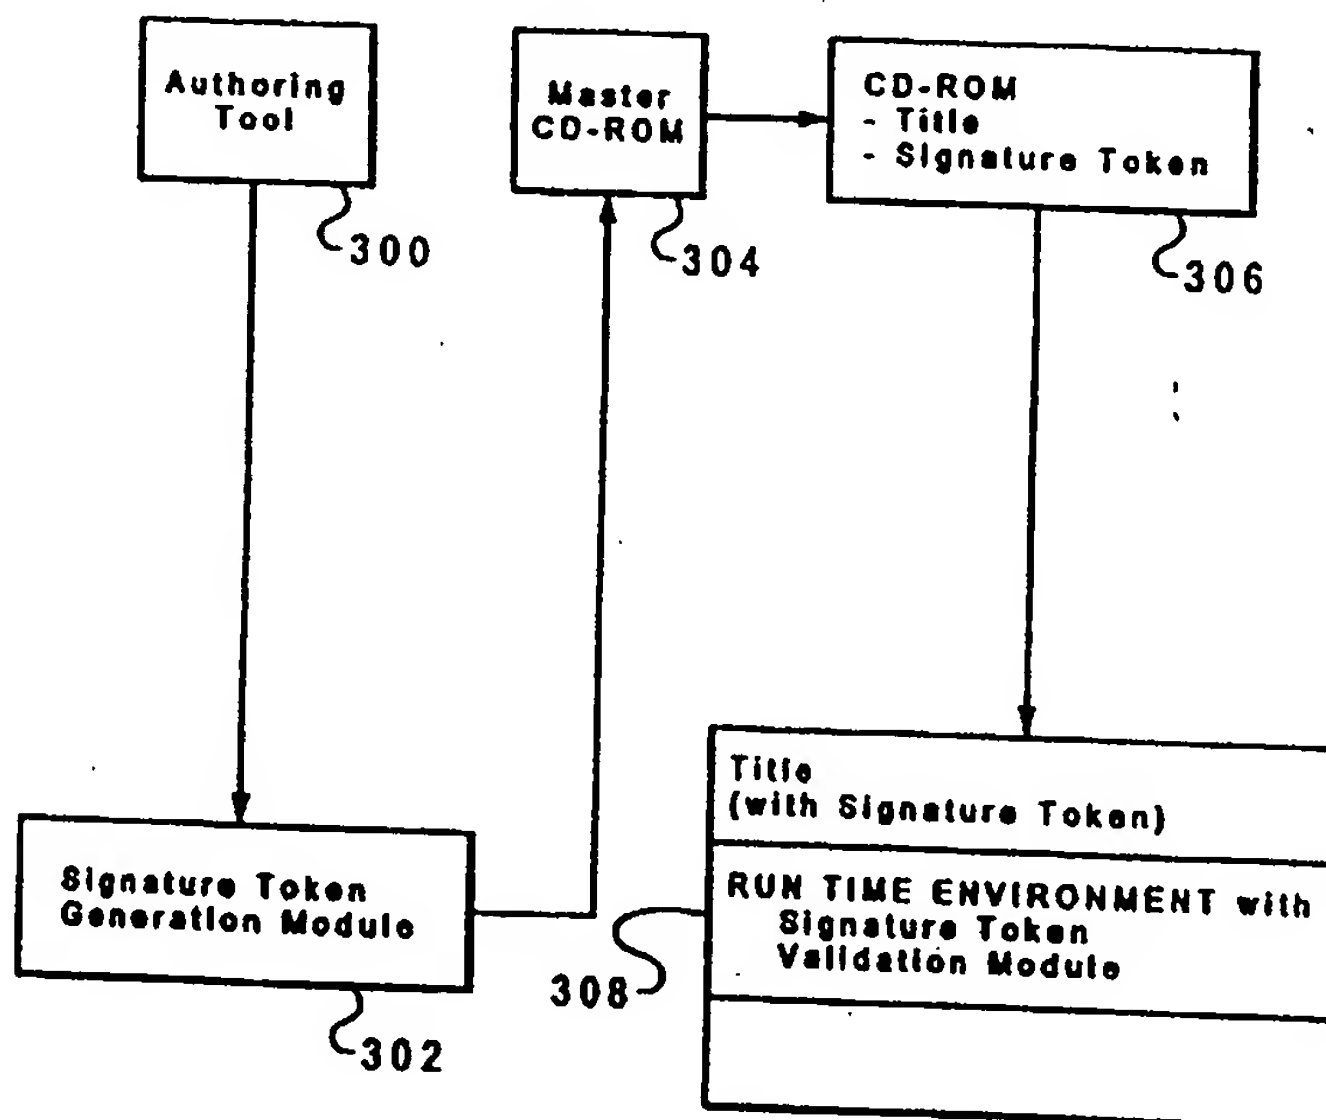 Authoring
Tool
300
Master
CD-ROM
304
CD-ROM
- Title
- Signature Token
306
Signature Token
Generation Module
302
Title
(with Signature Token)
RUN TIME ENVIRONMENT with
Signature Token
Validation Module
308